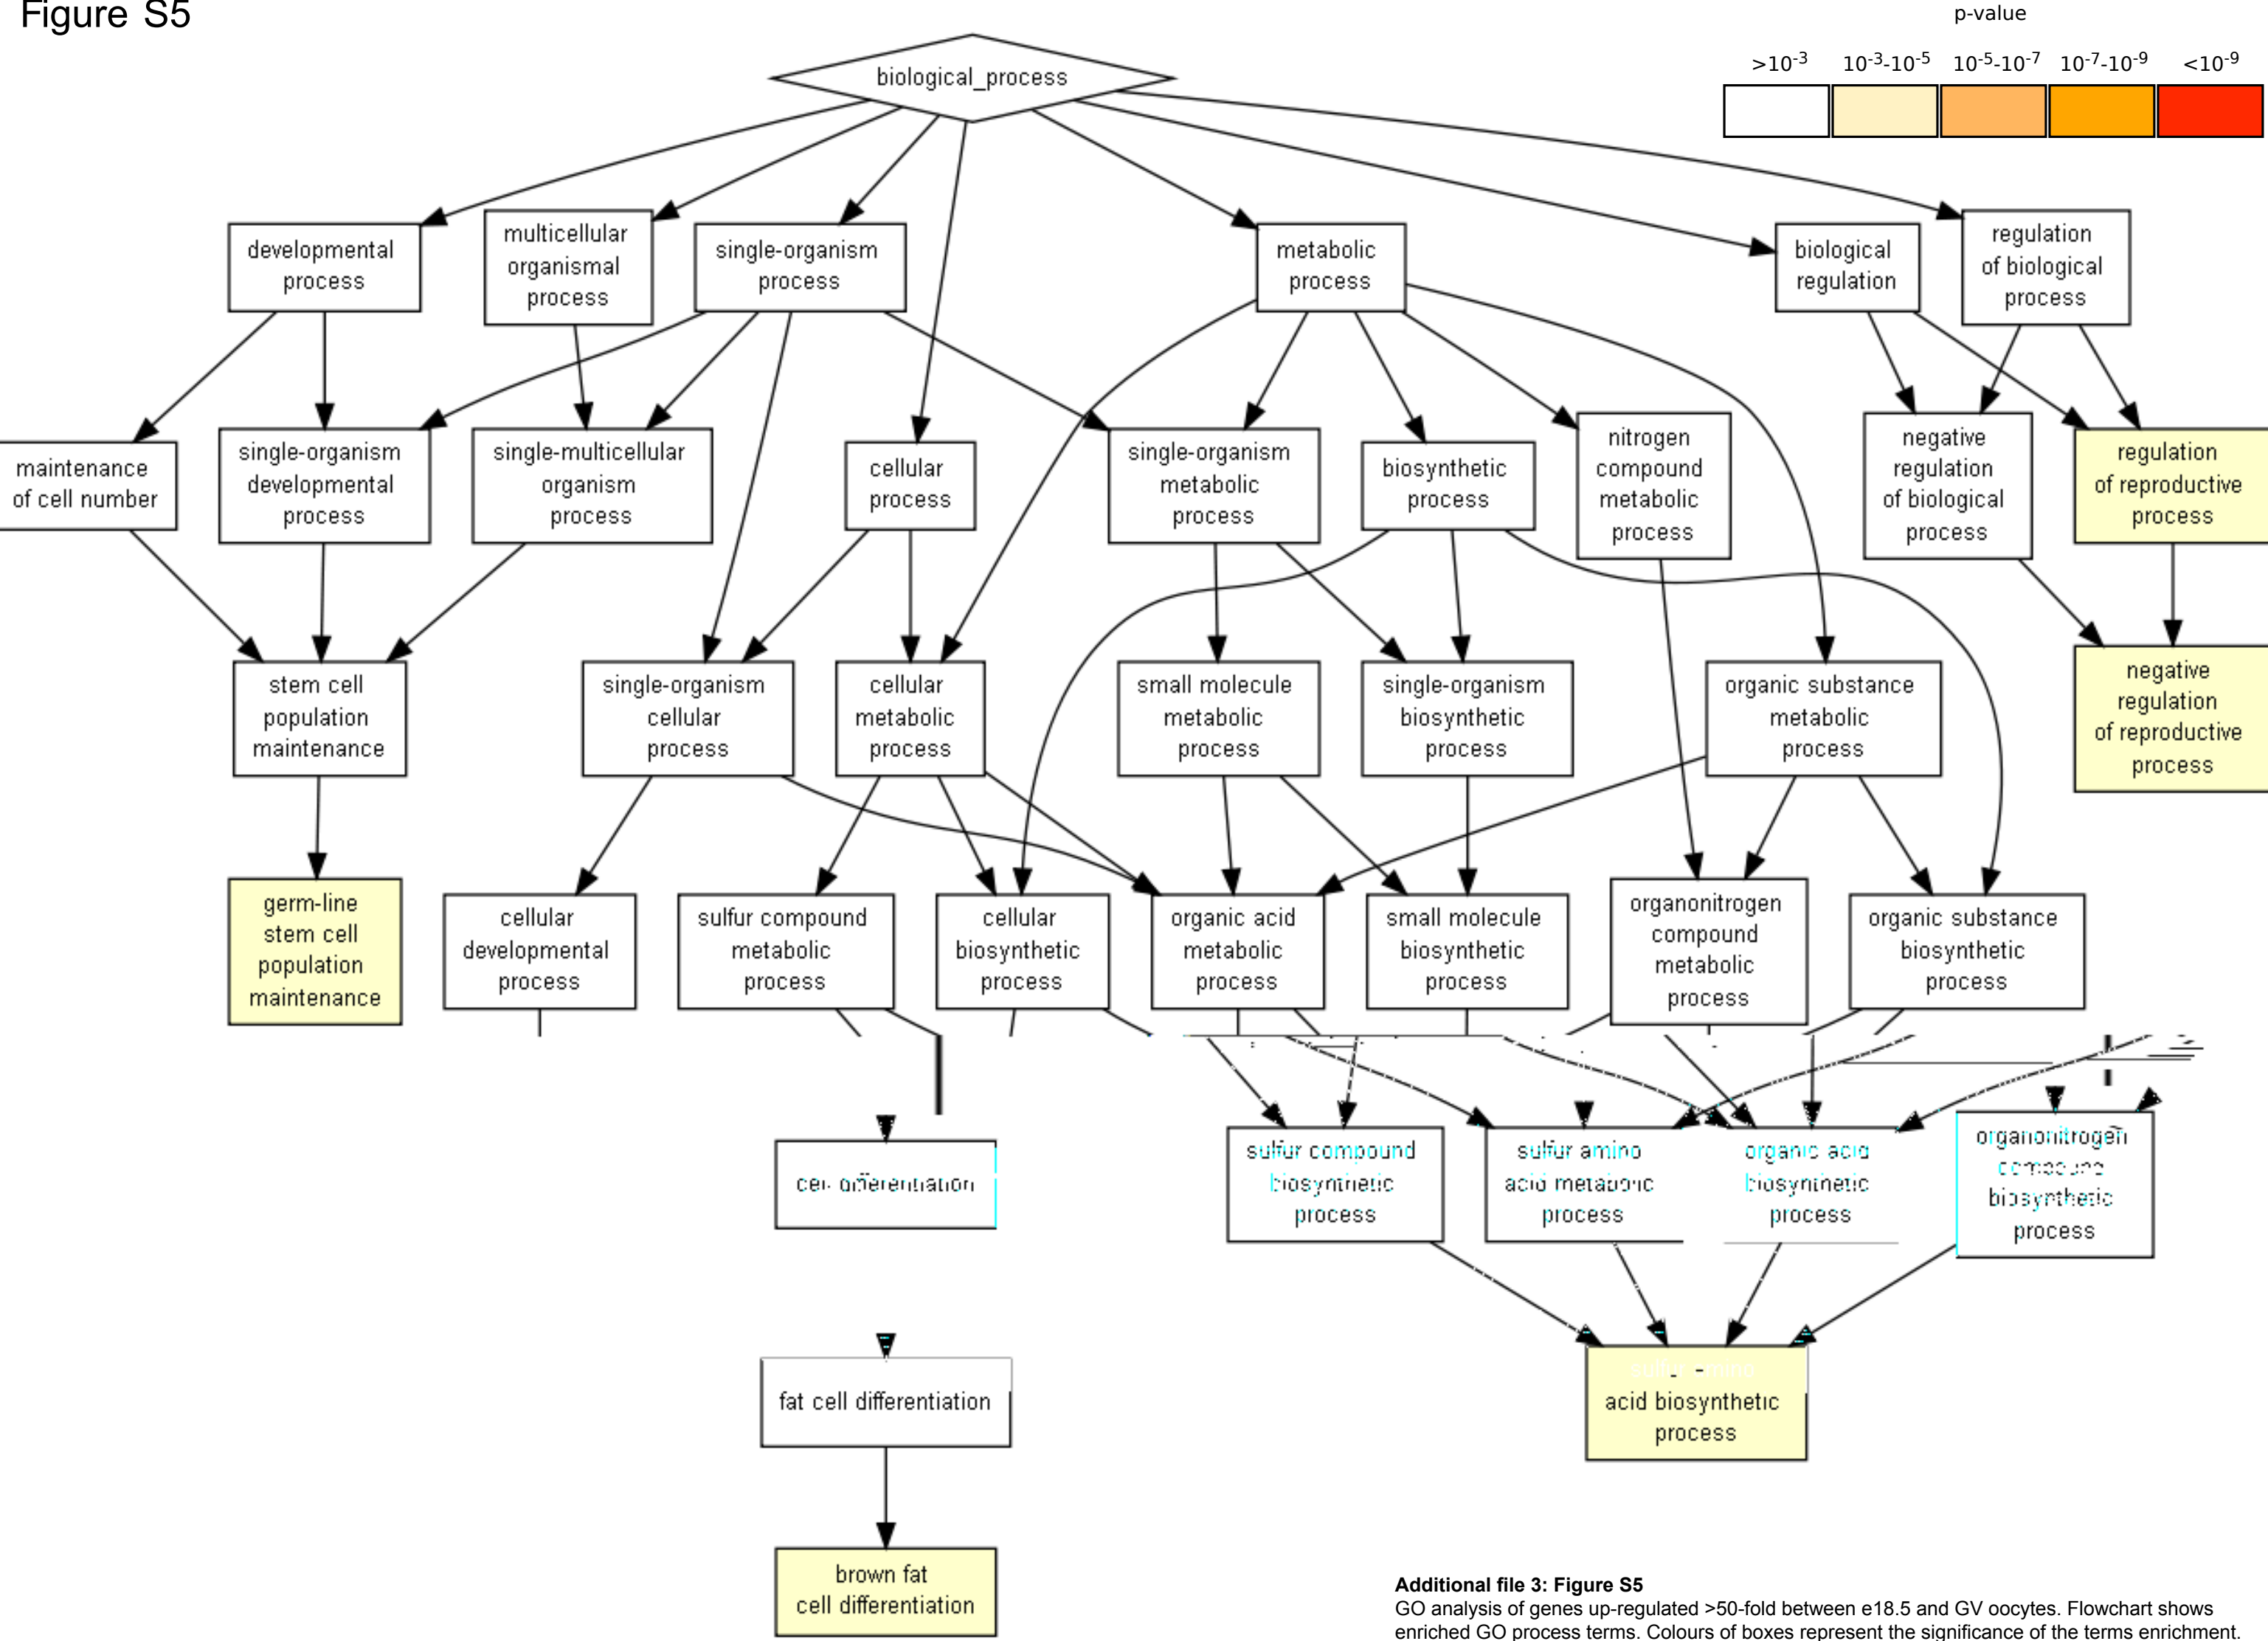 Figure S5
p-value
>10-3 10-3-10-5 10-5-10-7 10-7-10-9 <10-9
biological_process
developmental
process
multicellular
organismal
process
single-organism
process
metabolic
process
biological
regulation
regulation
of biological
process
maintenance
of cell number
single-organism
developmental
process
single-multicellular
organism
process
cellular
process
single-organism
metabolic
process
biosynthetic
process
nitrogen
compound
metabolic
process
negative
regulation
of biological
process
regulation
of reproductive
process
stem cell
population
maintenance
single-organism
cellular
process
cellular
metabolic
process
small molecule
metabolic
process
single-organism
biosynthetic
process
organic substance
metabolic
process
negative
regulation
of reproductive
process
germ-line
stem cell
population
maintenance
cellular
developmental
process
sulfur compound
metabolic
process
cellular
biosynthetic
process
organic acid
metabolic
process
small molecule
biosynthetic
process
organonitrogen
compound
metabolic
process
organic substance
biosynthetic
process
cell differentiation
sulfur compound
biosynthetic
process
sulfur amino
acid metabolic
process
organic acid
biosynthetic
process
organonitrogen
compound
biosynthetic
process
fat cell differentiation
sulfur amino
acid biosynthetic
process
brown fat
cell differentiation
Additional file 3: Figure S5
GO analysis of genes up-regulated >50-fold between e18.5 and GV oocytes. Flowchart shows
enriched GO process terms. Colours of boxes represent the significance of the terms enrichment.